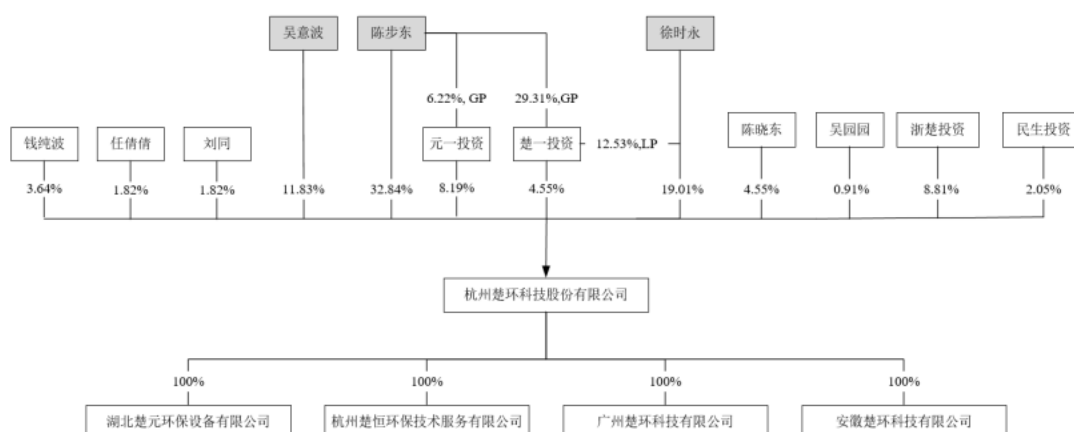 吴意波
陈步东
徐时永
6.22%, GP
29.31%,GP
钱纯波
任倩倩
刘同
元一投资
楚一投资
12.53%,LP
陈晓东
吴园园
浙楚投资
民生投资
3.64%
1.82%
1.82%
11.83%
32.84%
8.19%
4.55%
19.01%
4.55%
0.91%
8.81%
2.05%
杭州楚环科技股份有限公司
100%
100%
100%
100%
湖北楚元环保设备有限公司
杭州楚恒环保技术服务有限公司
广州楚环科技有限公司
安徽楚环科技有限公司